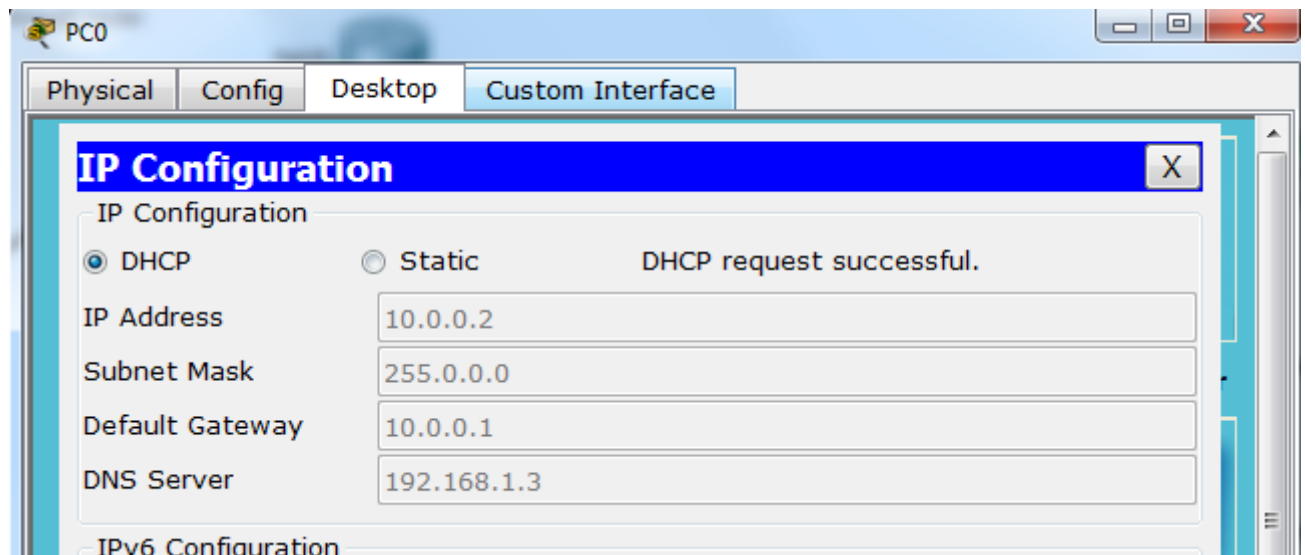 PC0
Physical Config Desktop Custom Interface
IP Configuration X
IP Configuration
DHCP Static DHCP request successful.
IP Address 10.0.0.2
Subnet Mask 255.0.0.0
Default Gateway 10.0.0.1
DNS Server 192.168.1.3
IPv6 Configuration